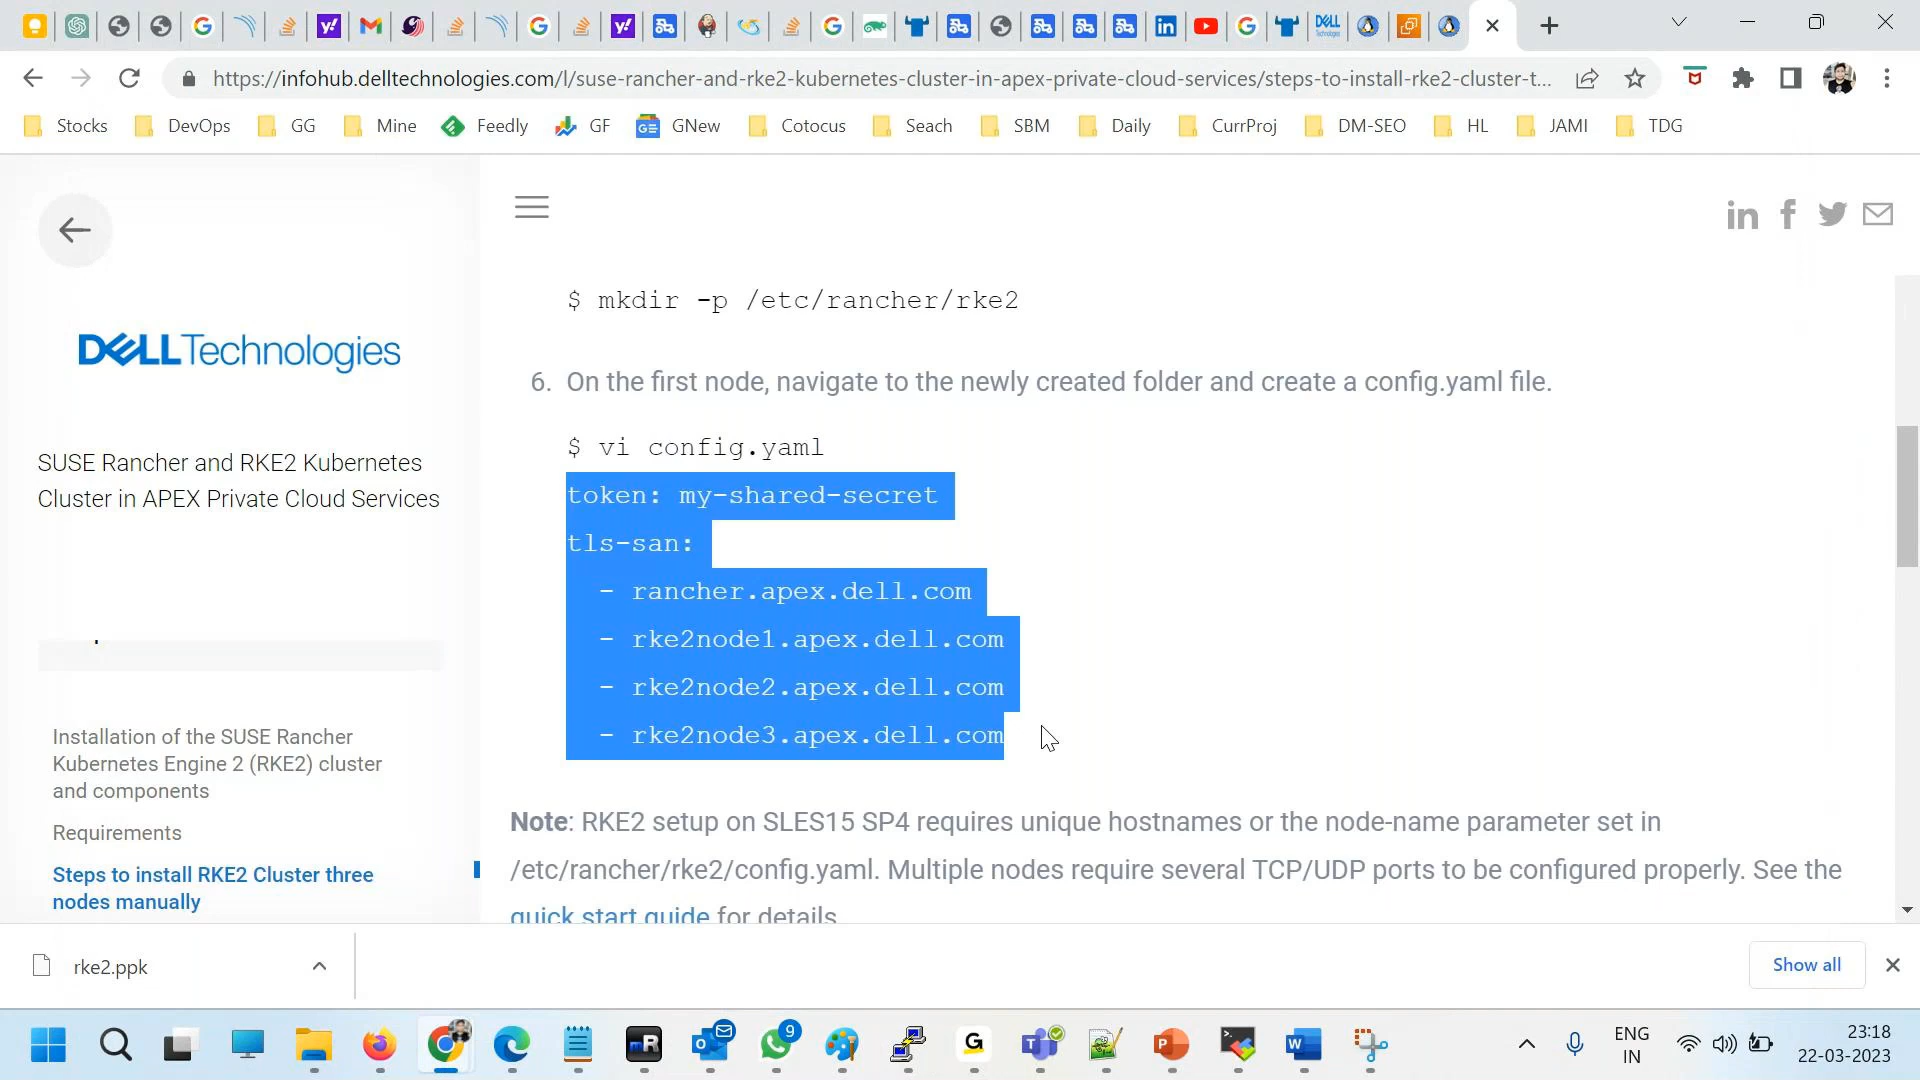 https://infohub.delltechnologies.com/l/suse-rancher-and-rke2-kubernetes-cluster-in-apex-private-cloud-services/steps-to-install-rke2-cluster-t...
Stocks DevOps GG Mine Feedly GF GNew Cotocus Seach SBM Daily CurrProj DM-SEO HL JAMI TDG
DELL Technologies
SUSE Rancher and RKE2 Kubernetes
Cluster in APEX Private Cloud Services
Installation of the SUSE Rancher
Kubernetes Engine 2 (RKE2) cluster
and components
Requirements
Steps to install RKE2 Cluster three
nodes manually
$ mkdir -p /etc/rancher/rke2
6. On the first node, navigate to the newly created folder and create a config.yaml file.
$ vi config.yaml
token: my-shared-secret
tls-san:
- rancher.apex.dell.com
- rke2node1.apex.dell.com
- rke2node2.apex.dell.com
- rke2node3.apex.dell.com
Note: RKE2 setup on SLES15 SP4 requires unique hostnames or the node-name parameter set in
/etc/rancher/rke2/config.yaml. Multiple nodes require several TCP/UDP ports to be configured properly. See the
quick start guide for details
rke2.ppk
Show all
9
ENG
IN
23:18
22-03-2023